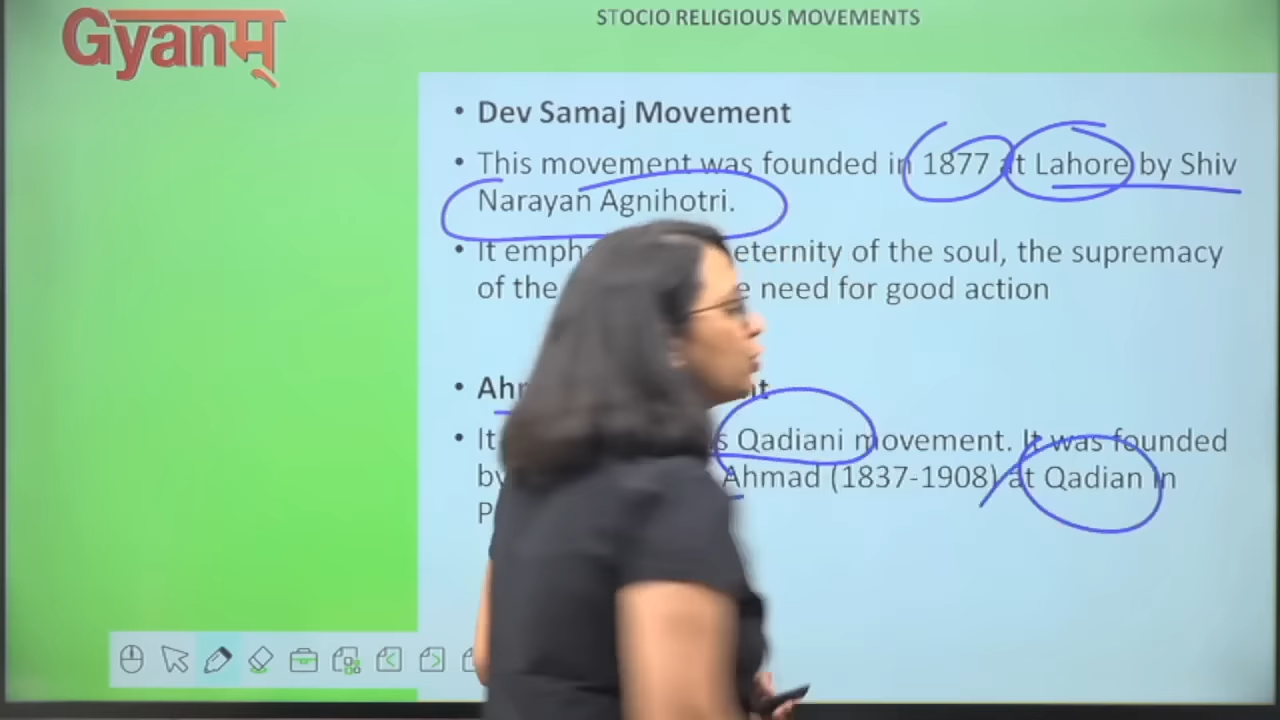 Gyanम्
STOCIO RELIGIOUS MOVEMENTS
• Dev Samaj Movement
• This movement was founded in 1877 at Lahore by Shiv
Narayan Agnihotri.
• It eternity of the soul, the supremacy
of the need for good action
•
• It Qadiani movement. It was founded
by Ahmad (1837-1908) at Qadian in